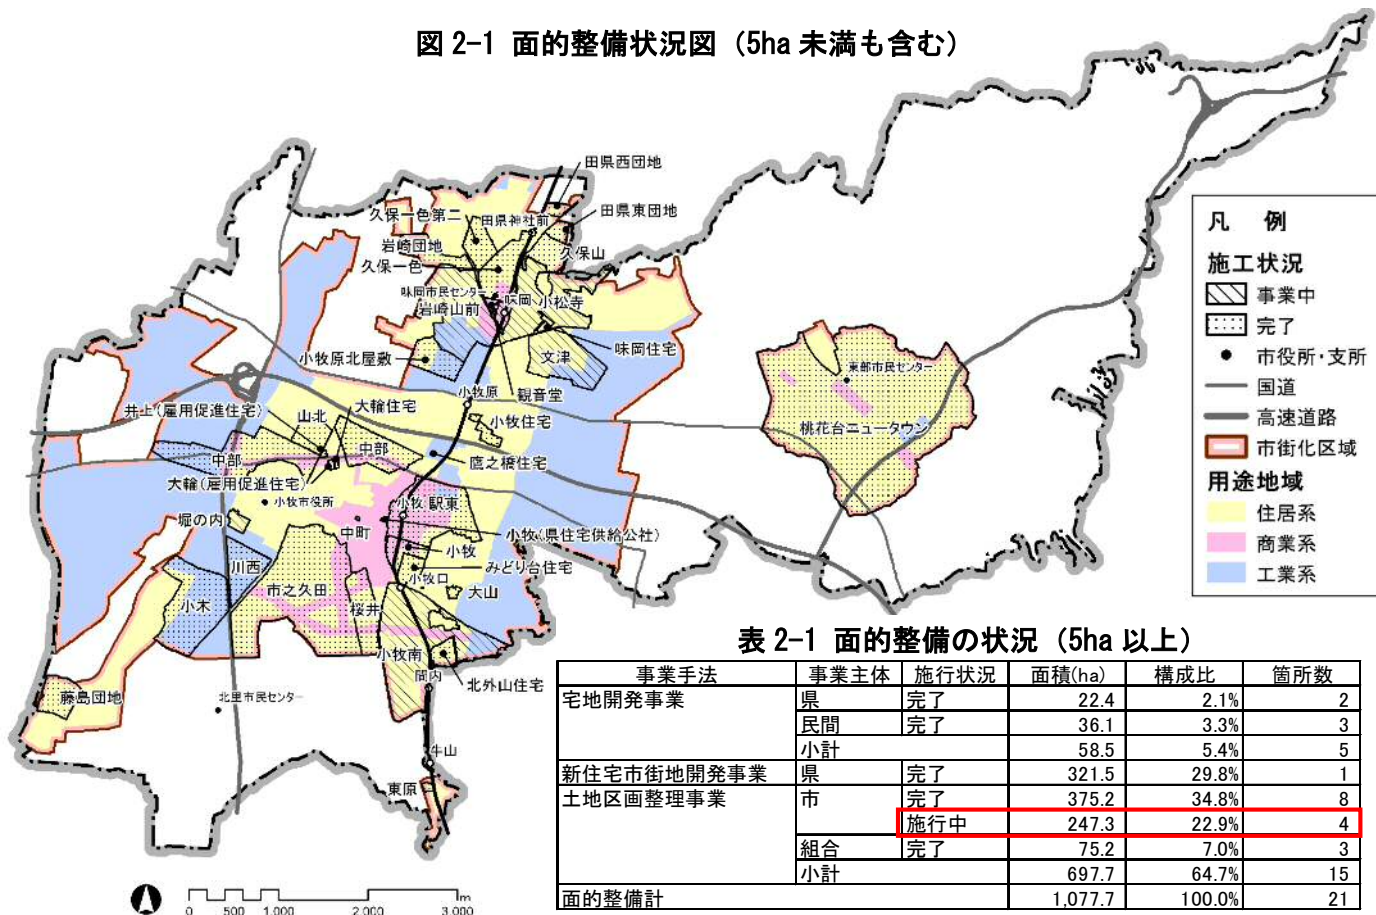 図 2-1 面的整備状況図（5ha 未満も含む）
田県西団地
久保一色第二
田県神社前
田県東団地
岩崎団地
久保一色
久保山
味岡市民センター
味岡
小松寺
岩崎山前
味岡住宅
小牧原北屋敷
文津
小牧原
観音堂
井上(雇用促進住宅)
大輪住宅
山北
小牧住宅
中部
中部
鷹之橋住宅
大輪(雇用促進住宅)
小牧市役所
小牧
駅東
堀の内
中町
小牧(県住宅供給公社)
小牧
川西
みどり台住宅
小牧口
市之久田
大山
小木
桜井
小牧南
間内
北外山住宅
藤島団地
北里市民センター
牛山
東原
東部市民センター
桃花台ニュータウン
凡 例
施工状況
事業中
完了
市役所・支所
国道
高速道路
市街化区域
用途地域
住居系
商業系
工業系
0 500 1,000 2,000 3,000 m
表 2-1 面的整備の状況（5ha 以上）
事業手法 事業主体 施行状況 面積(ha) 構成比 箇所数
宅地開発事業 県 完了 22.4 2.1% 2
民間 完了 36.1 3.3% 3
小計 58.5 5.4% 5
新住宅市街地開発事業 県 完了 321.5 29.8% 1
土地区画整理事業 市 完了 375.2 34.8% 8
施行中 247.3 22.9% 4
組合 完了 75.2 7.0% 3
小計 697.7 64.7% 15
面的整備計 1,077.7 100.0% 21